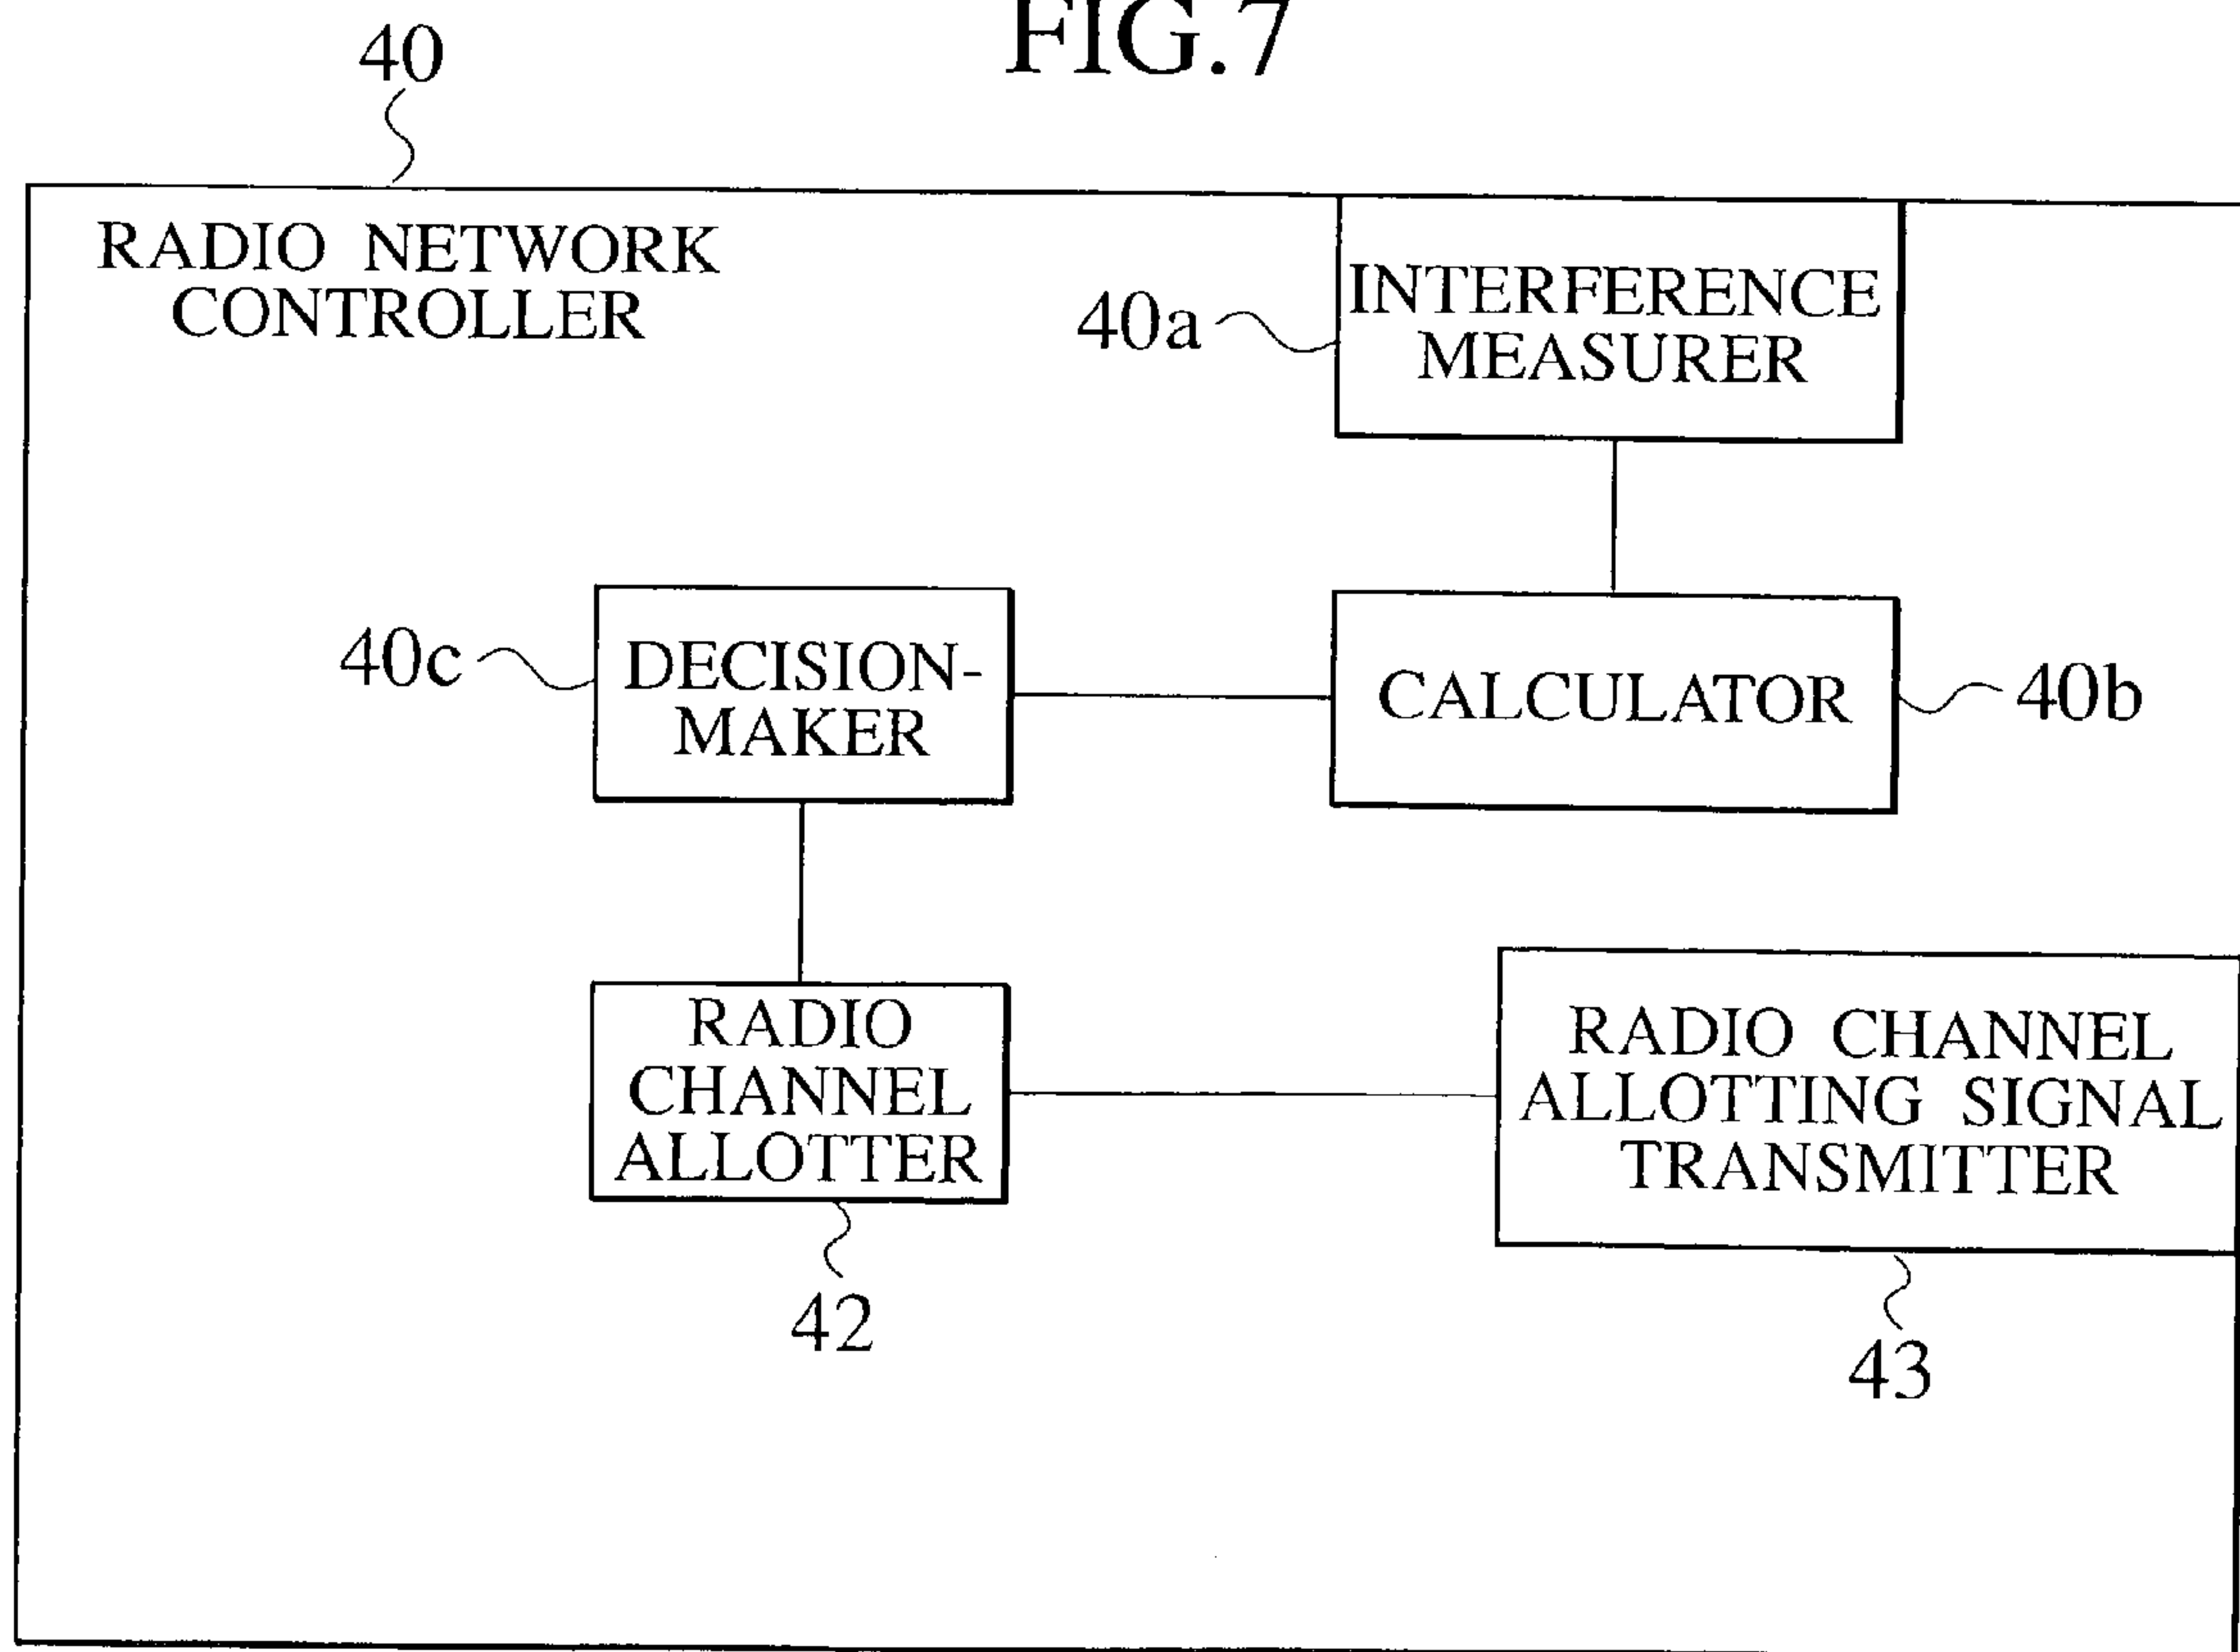 FIG.7
40
RADIO NETWORK
CONTROLLER
INTERFERENCE
MEASURER
40a
DECISION-
MAKER
40c
CALCULATOR
40b
RADIO
CHANNEL
ALLOTTER
42
RADIO CHANNEL
ALLOTTING SIGNAL
TRANSMITTER
43